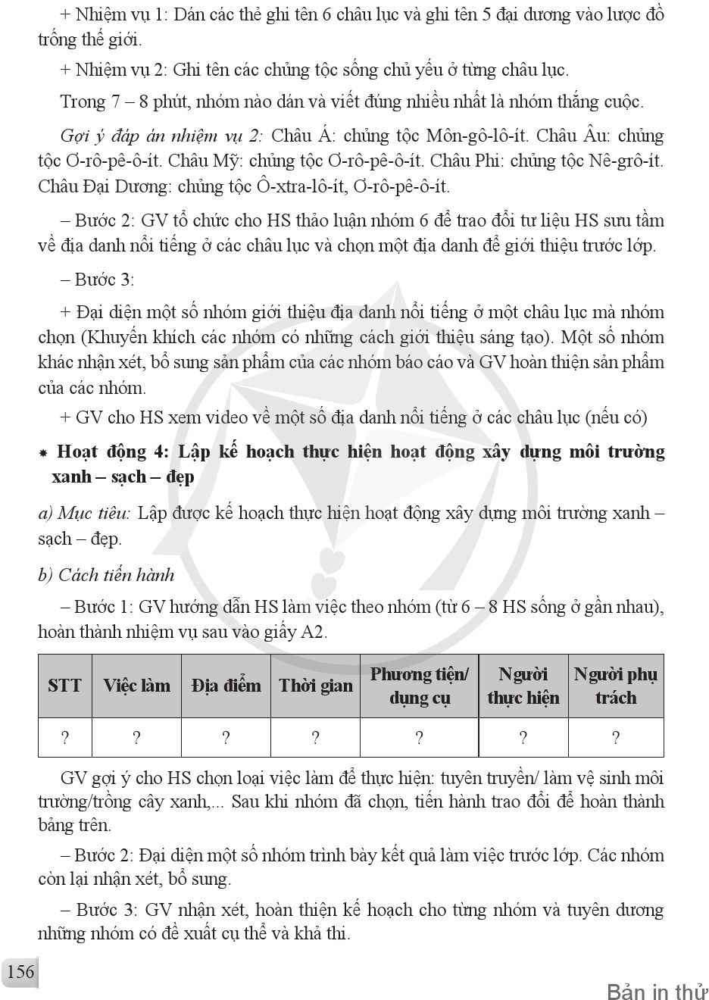 + Nhiệm vụ 1: Dán các thẻ ghi tên 6 châu lục và ghi tên 5 đại dương vào lược đồ
trống thế giới.
+ Nhiệm vụ 2: Ghi tên các chủng tộc sống chủ yếu ở từng châu lục.
Trong 7 – 8 phút, nhóm nào dán và viết đúng nhiều nhất là nhóm thắng cuộc.
Gợi ý đáp án nhiệm vụ 2: Châu Á: chủng tộc Môn-gô-lô-ít. Châu Âu: chủng
tộc Ơ-rô-pê-ô-ít. Châu Mỹ: chủng tộc Ơ-rô-pê-ô-ít. Châu Phi: chủng tộc Nê-grô-ít.
Châu Đại Dương: chủng tộc Ô-xtra-lô-ít, Ơ-rô-pê-ô-ít.
– Bước 2: GV tổ chức cho HS thảo luận nhóm 6 để trao đổi tư liệu HS sưu tầm
về địa danh nổi tiếng ở các châu lục và chọn một địa danh để giới thiệu trước lớp.
– Bước 3:
+ Đại diện một số nhóm giới thiệu địa danh nổi tiếng ở một châu lục mà nhóm
chọn (Khuyến khích các nhóm có những cách giới thiệu sáng tạo). Một số nhóm
khác nhận xét, bổ sung sản phẩm của các nhóm báo cáo và GV hoàn thiện sản phẩm
của các nhóm.
+ GV cho HS xem video về một số địa danh nổi tiếng ở các châu lục (nếu có)
* Hoạt động 4: Lập kế hoạch thực hiện hoạt động xây dựng môi trường
xanh – sạch – đẹp
a) Mục tiêu: Lập được kế hoạch thực hiện hoạt động xây dựng môi trường xanh –
sạch – đẹp.
b) Cách tiến hành
– Bước 1: GV hướng dẫn HS làm việc theo nhóm (từ 6 – 8 HS sống ở gần nhau),
hoàn thành nhiệm vụ sau vào giấy A2.
STT Việc làm Địa điểm Thời gian Phương tiện/ dụng cụ Người thực hiện Người phụ trách
? ? ? ? ? ? ?
GV gợi ý cho HS chọn loại việc làm để thực hiện: tuyên truyền/ làm vệ sinh môi
trường/trồng cây xanh,... Sau khi nhóm đã chọn, tiến hành trao đổi để hoàn thành
bảng trên.
– Bước 2: Đại diện một số nhóm trình bày kết quả làm việc trước lớp. Các nhóm
còn lại nhận xét, bổ sung.
– Bước 3: GV nhận xét, hoàn thiện kế hoạch cho từng nhóm và tuyên dương
những nhóm có đề xuất cụ thể và khả thi.
156
Bản in thử